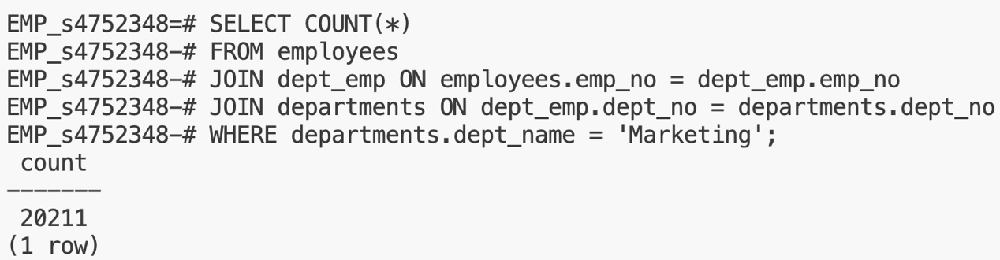 EMP_s4752348=# SELECT COUNT(*)
EMP_s4752348-# FROM employees
EMP_s4752348-# JOIN dept_emp ON employees.emp_no = dept_emp.emp_no
EMP_s4752348-# JOIN departments ON dept_emp.dept_no = departments.dept_no
EMP_s4752348-# WHERE departments.dept_name = 'Marketing';
 count
-------
 20211
(1 row)